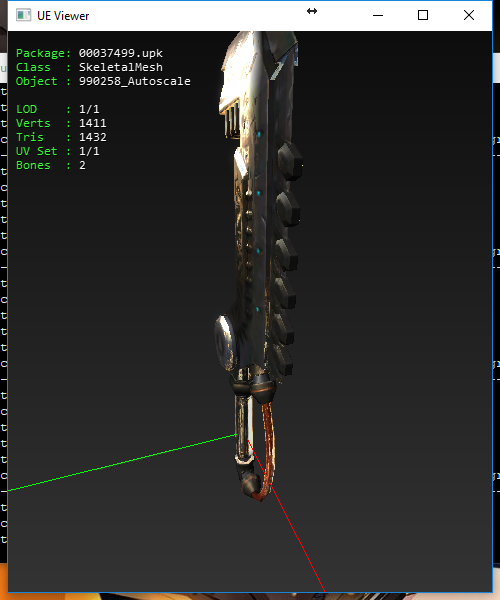 UE Viewer
Package: 00037499.upk
Class  : SkeletalMesh
Object : 990258_Autoscale
LOD    : 1/1
Verts  : 1411
Tris   : 1432
UV Set : 1/1
Bones  : 2